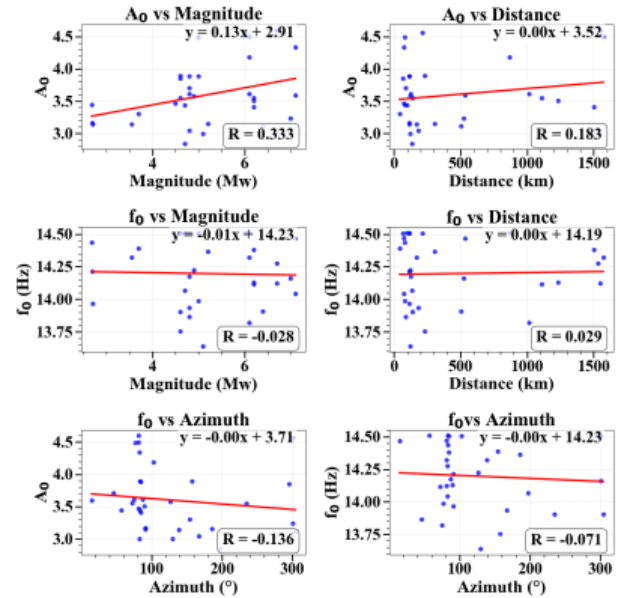 A₀ vs Magnitude
y = 0.13x + 2.91
4.5
4.0
3.5
3.0
A₀
R = 0.333
4
6
Magnitude (Mw)
A₀ vs Distance
y = 0.00x + 3.52
4.5
4.0
3.5
3.0
A₀
R = 0.183
0
500
1000
1500
Distance (km)
f₀ vs Magnitude
y = -0.01x + 14.23
14.50
14.25
14.00
13.75
f₀ (Hz)
R = -0.028
4
6
Magnitude (Mw)
f₀ vs Distance
y = 0.00x + 14.19
14.50
14.25
14.00
13.75
f₀ (Hz)
R = 0.029
0
500
1000
1500
Distance (km)
f₀ vs Azimuth
y = -0.00x + 3.71
4.5
4.0
3.5
3.0
A₀
R = -0.136
100
200
300
Azimuth (°)
f₀vs Azimuth
y = -0.00x + 14.23
14.50
14.25
14.00
13.75
f₀ (Hz)
R = -0.071
100
200
300
Azimuth (°)